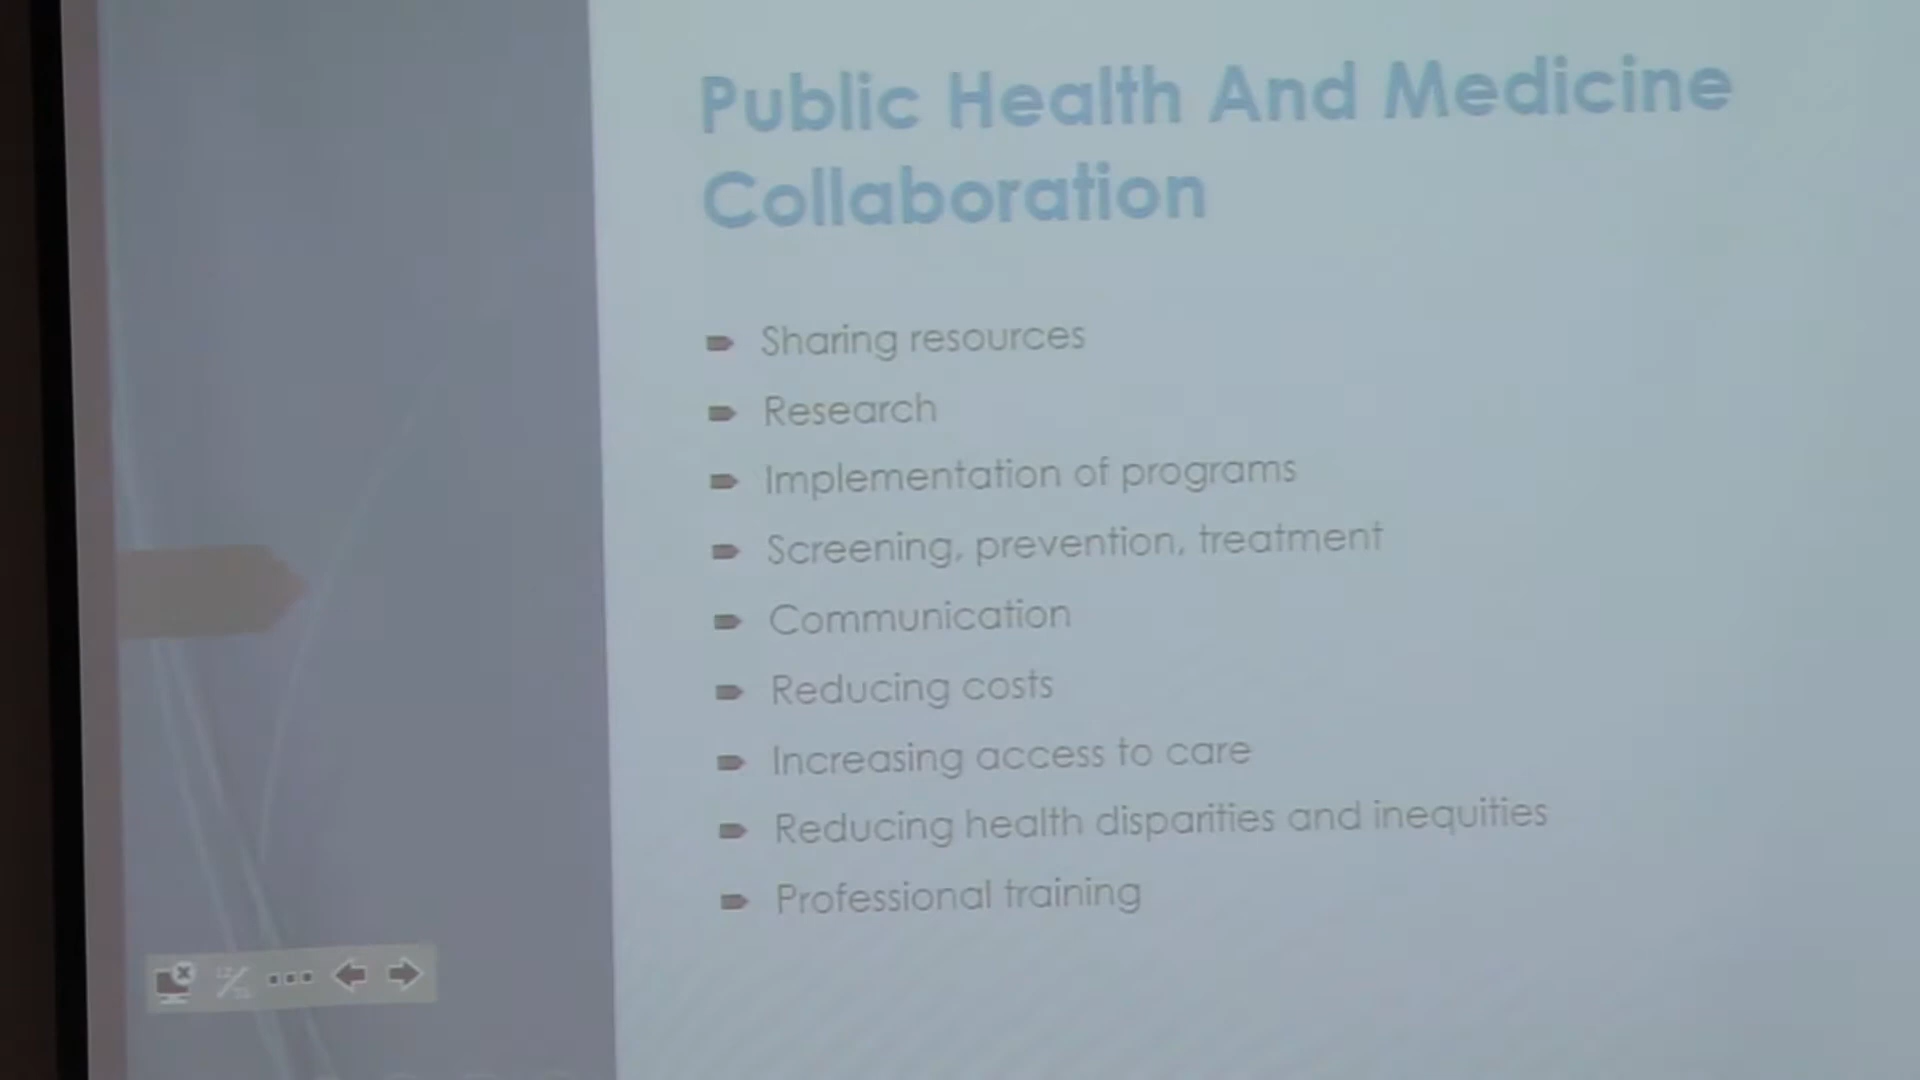 Public Health And Medicine
Collaboration
Sharing resources
Research
Implementation of programs
Screening, prevention, treatment
Communication
Reducing costs
Increasing access to care
Reducing health disparities and inequities
Professional training